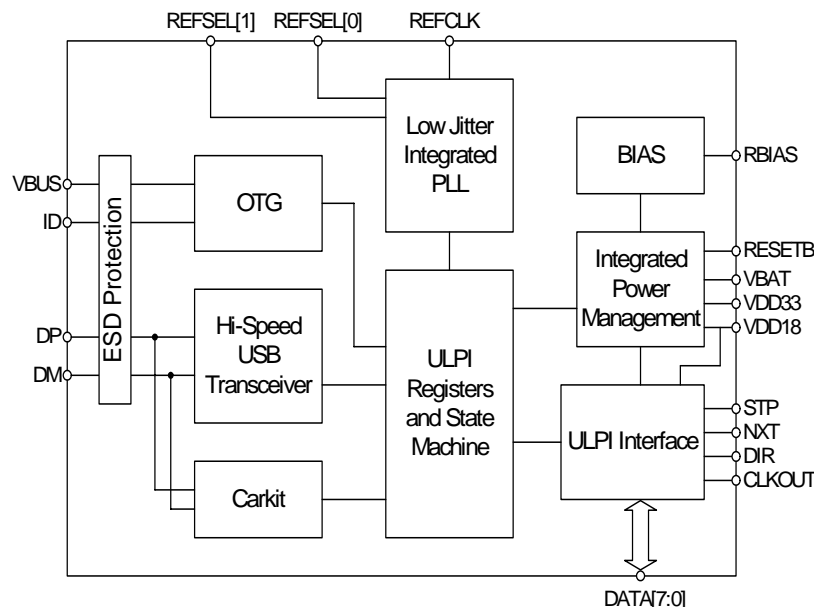 REFSEL[1]
REFSEL[0]
REFCLK
Low Jitter
Integrated
PLL
BIAS
RBIAS
VBUS
ID
ESD Protection
OTG
RESETB
Integrated
Power
Management
VBAT
VDD33
VDD18
DP
DM
Hi-Speed
USB
Transceiver
ULPI
Registers
and State
Machine
ULPI Interface
STP
NXT
DIR
CLKOUT
Carkit
DATA[7:0]